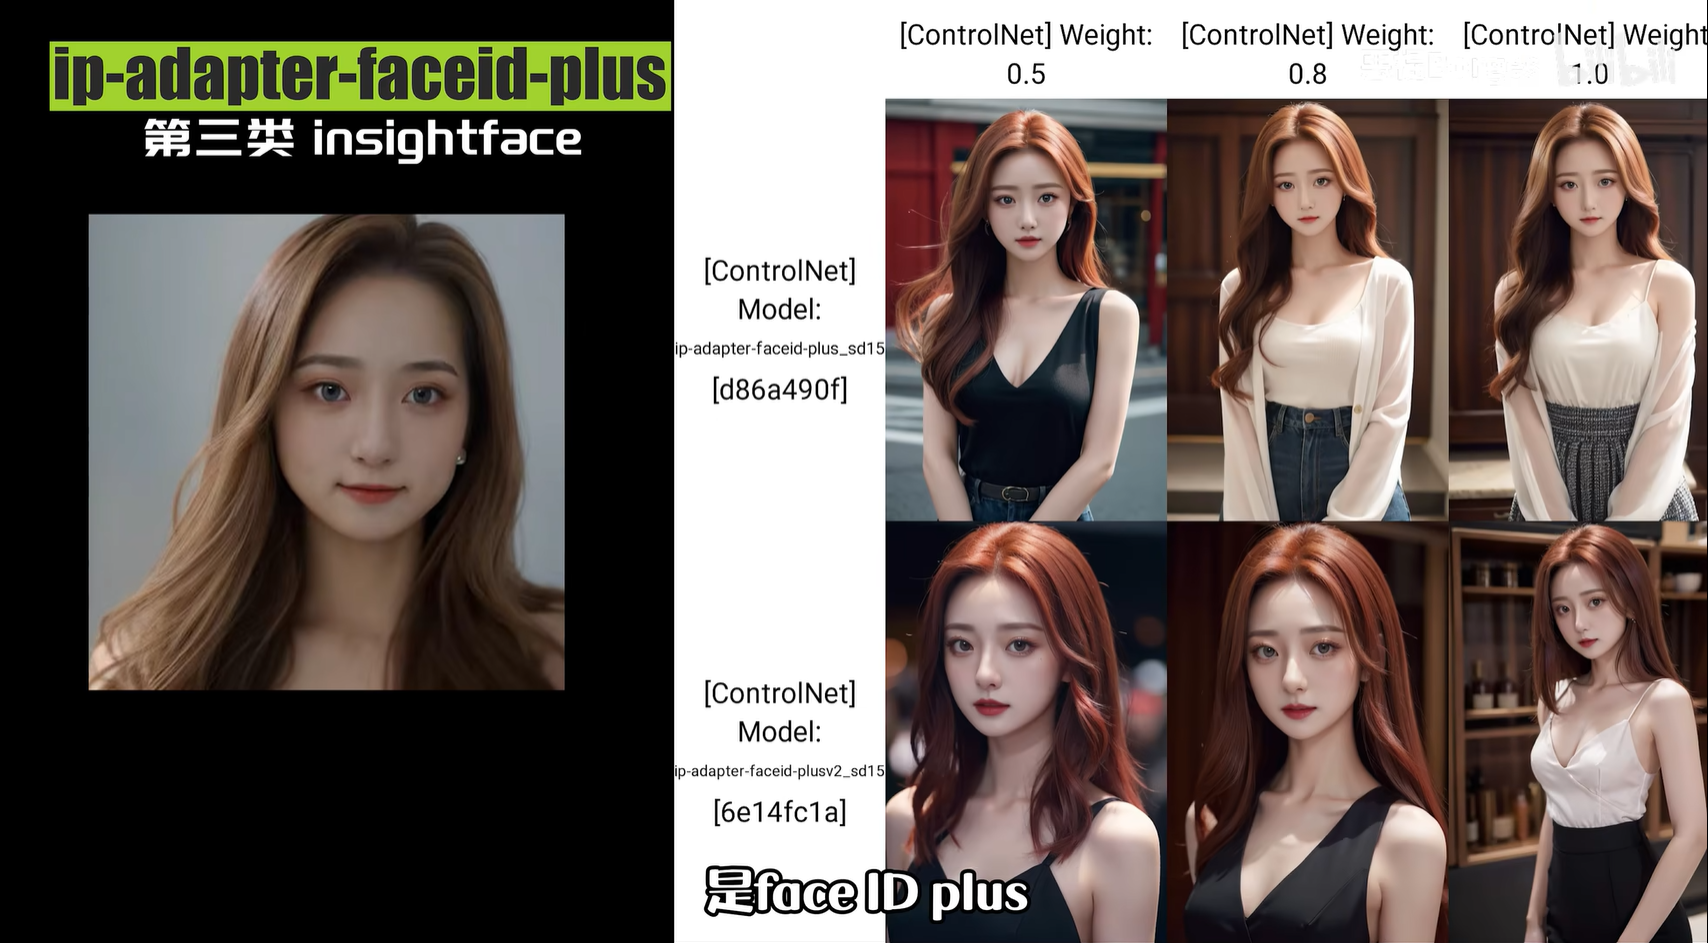 ip-adapter-faceid-plus
第三类 insightface
[ControlNet] Weight:
0.5
[ControlNet] Weight:
0.8
[ControlNet] Weight
1.0
[ControlNet]
Model:
ip-adapter-faceid-plus_sd15
[d86a490f]
[ControlNet]
Model:
ip-adapter-faceid-plusv2_sd15
[6e14fc1a]
是face ID plus
bilibili